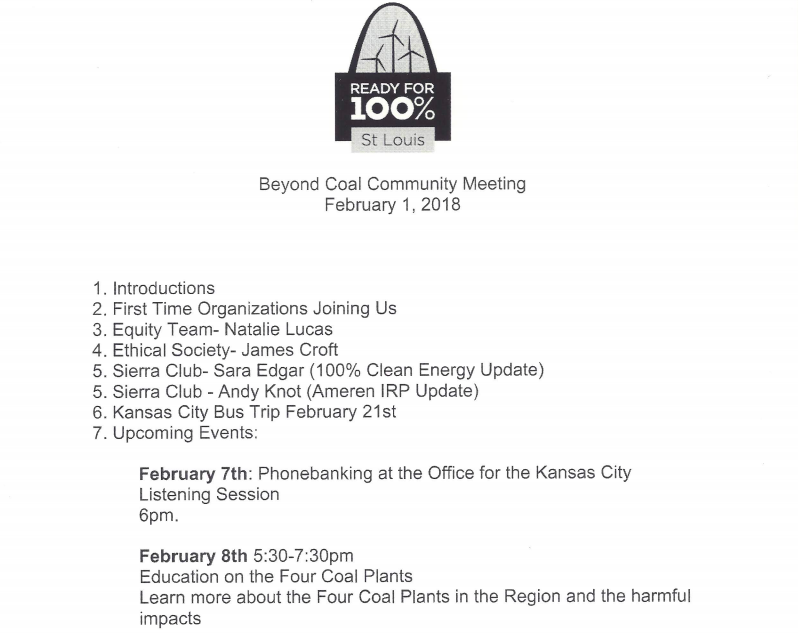 READY FOR
100%
St Louis
Beyond Coal Community Meeting
February 1, 2018
1. Introductions
2. First Time Organizations Joining Us
3. Equity Team- Natalie Lucas
4. Ethical Society- James Croft
5. Sierra Club- Sara Edgar (100% Clean Energy Update)
5. Sierra Club - Andy Knot (Ameren IRP Update)
6. Kansas City Bus Trip February 21st
7. Upcoming Events:
February 7th: Phonebanking at the Office for the Kansas City
Listening Session
6pm.
February 8th 5:30-7:30pm
Education on the Four Coal Plants
Learn more about the Four Coal Plants in the Region and the harmful
impacts